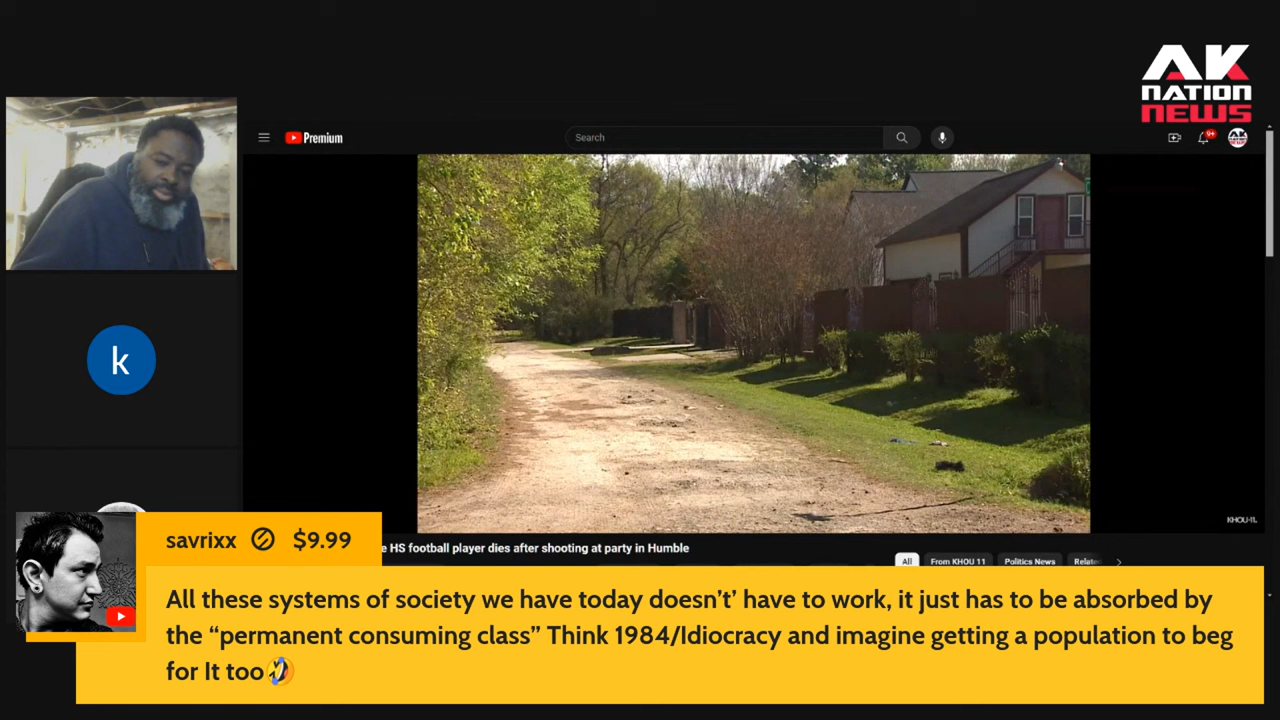 AK
NATION
NEWS
Premium
Search
9+
k
KHOU-11.
HS football player dies after shooting at party in Humble
All
From KHOU 11
Politics News
savrixx $9.99
All these systems of society we have today doesn't’ have to work, it just has to be absorbed by
the “permanent consuming class” Think 1984/Idiocracy and imagine getting a population to beg
for It too🤣